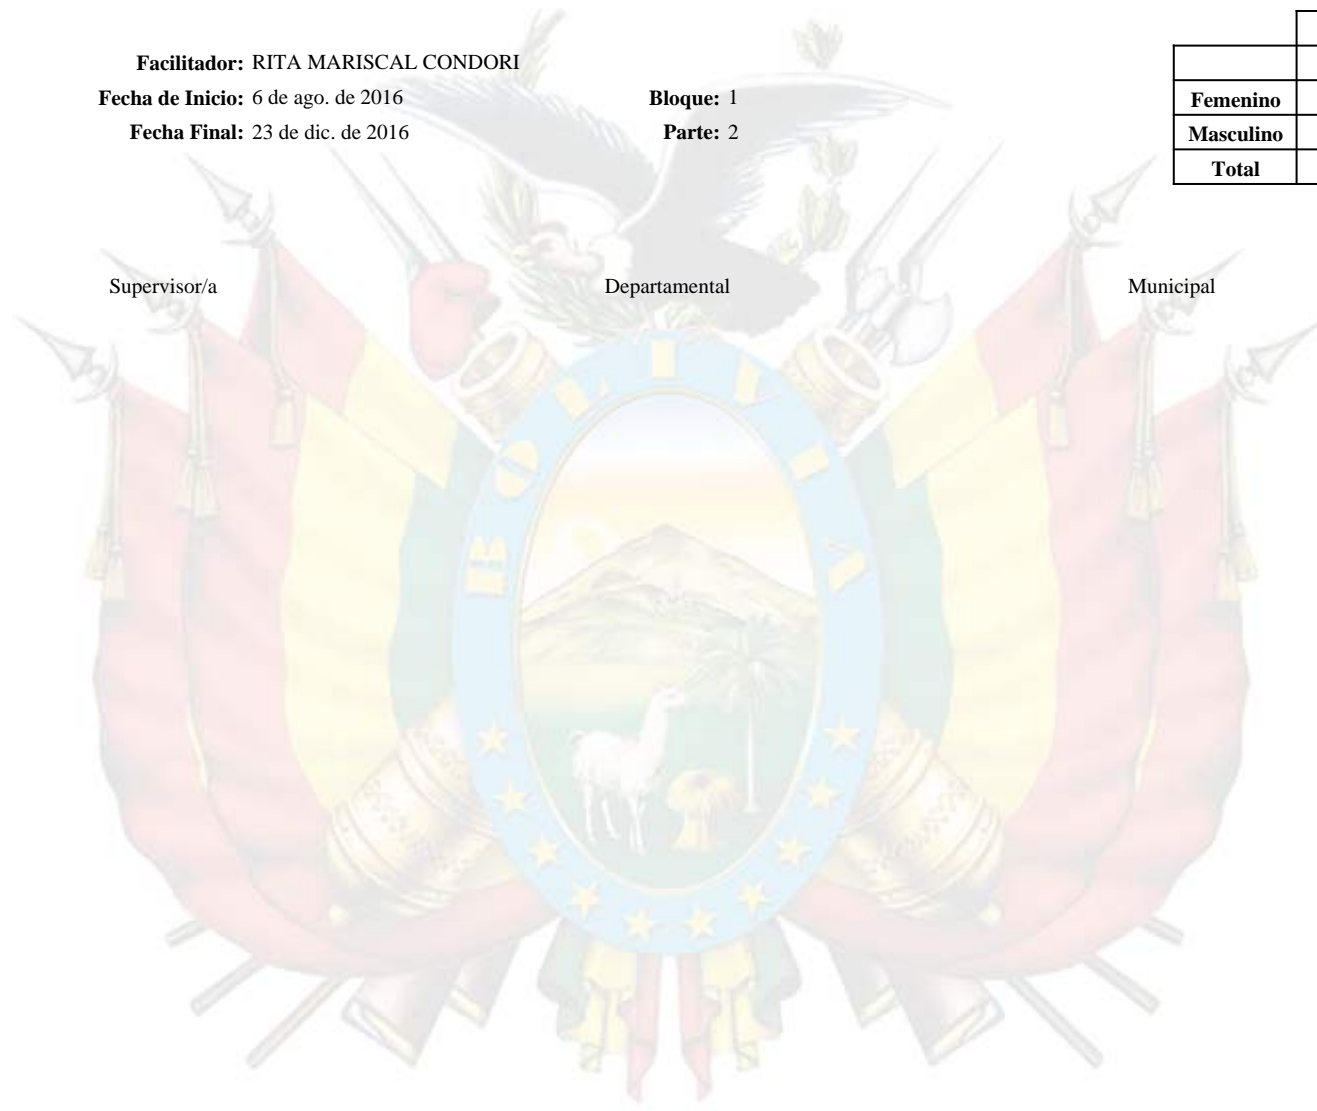 Facilitador: RITA MARISCAL CONDORI
Fecha de Inicio: 6 de ago. de 2016 Bloque: 1
Fecha Final: 23 de dic. de 2016 Parte: 2
Femenino
Masculino
Total
Supervisor/a Departamental Municipal
BOLIVIA